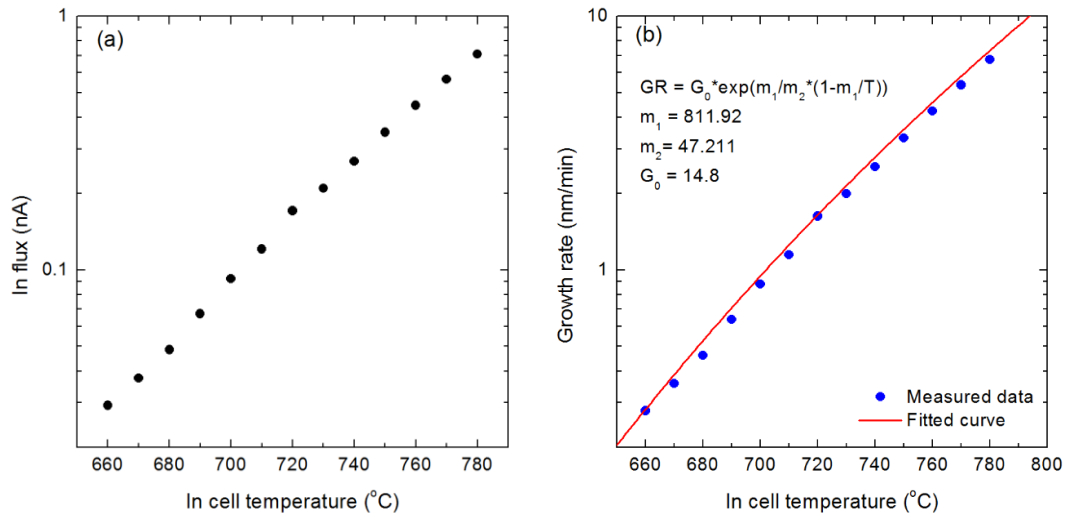 (a)
In flux (nA)
1
0.1
660 680 700 720 740 760 780
In cell temperature (°C)
(b)
Growth rate (nm/min)
10
1
GR = G₀*exp(m₁/m₂*(1-m₁/T))
m₁ = 811.92
m₂= 47.211
G₀ = 14.8
Measured data
Fitted curve
660 680 700 720 740 760 780 800
In cell temperature (°C)